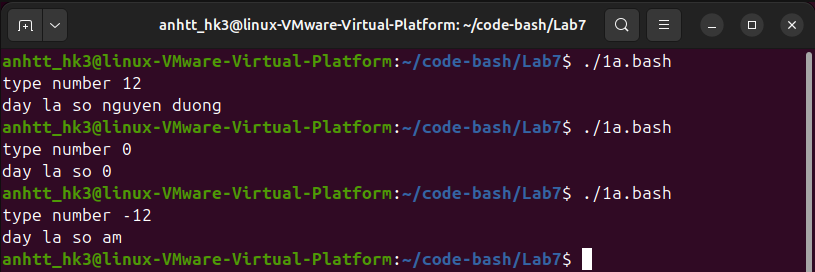 anhtt_hk3@linux-VMware-Virtual-Platform: ~/code-bash/Lab7
anhtt_hk3@linux-VMware-Virtual-Platform:~/code-bash/Lab7$ ./1a.bash
type number 12
day la so nguyen duong
anhtt_hk3@linux-VMware-Virtual-Platform:~/code-bash/Lab7$ ./1a.bash
type number 0
day la so 0
anhtt_hk3@linux-VMware-Virtual-Platform:~/code-bash/Lab7$ ./1a.bash
type number -12
day la so am
anhtt_hk3@linux-VMware-Virtual-Platform:~/code-bash/Lab7$